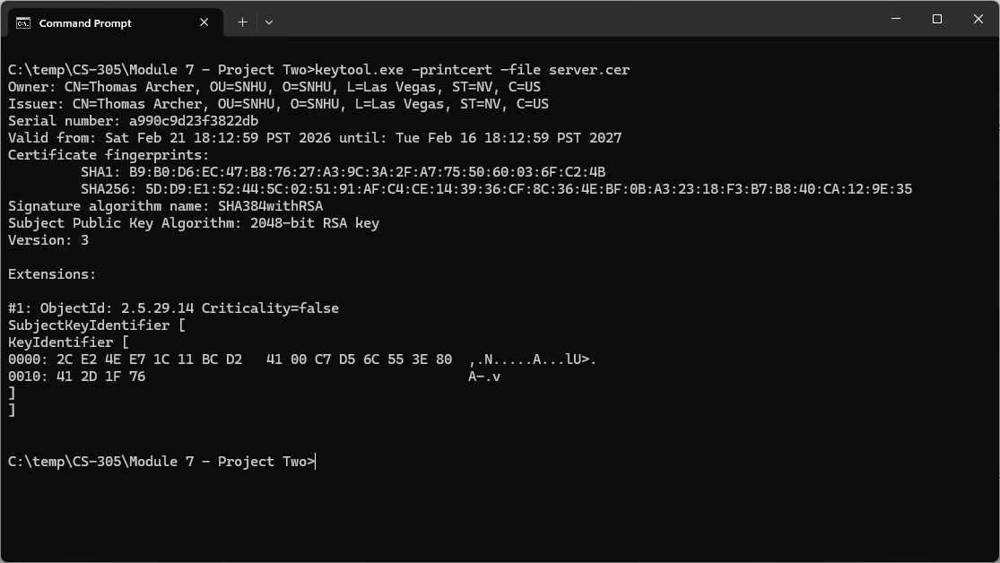 Command Prompt
C:\temp\CS-305\Module 7 - Project Two>keytool.exe -printcert -file server.cer
Owner: CN=Thomas Archer, OU=SNHU, O=SNHU, L=Las Vegas, ST=NV, C=US
Issuer: CN=Thomas Archer, OU=SNHU, O=SNHU, L=Las Vegas, ST=NV, C=US
Serial number: a990c9d23f3822db
Valid from: Sat Feb 21 18:12:59 PST 2026 until: Tue Feb 16 18:12:59 PST 2027
Certificate fingerprints:
         SHA1: B9:B0:D6:EC:47:B8:76:27:A3:9C:3A:2F:A7:75:50:60:03:6F:C2:4B
         SHA256: 5D:D9:E1:52:44:5C:02:51:91:AF:C4:CE:14:39:36:CF:8C:36:4E:BF:0B:A3:23:18:F3:B7:B8:40:CA:12:9E:35
Signature algorithm name: SHA384withRSA
Subject Public Key Algorithm: 2048-bit RSA key
Version: 3
Extensions:
#1: ObjectId: 2.5.29.14 Criticality=false
SubjectKeyIdentifier [
KeyIdentifier [
0000: 2C E2 4E E7 1C 11 BC D2   41 00 C7 D5 6C 55 3E 80  ,.N.....A...lU>.
0010: 41 2D 1F 76                                        A-.v
]
]
C:\temp\CS-305\Module 7 - Project Two>